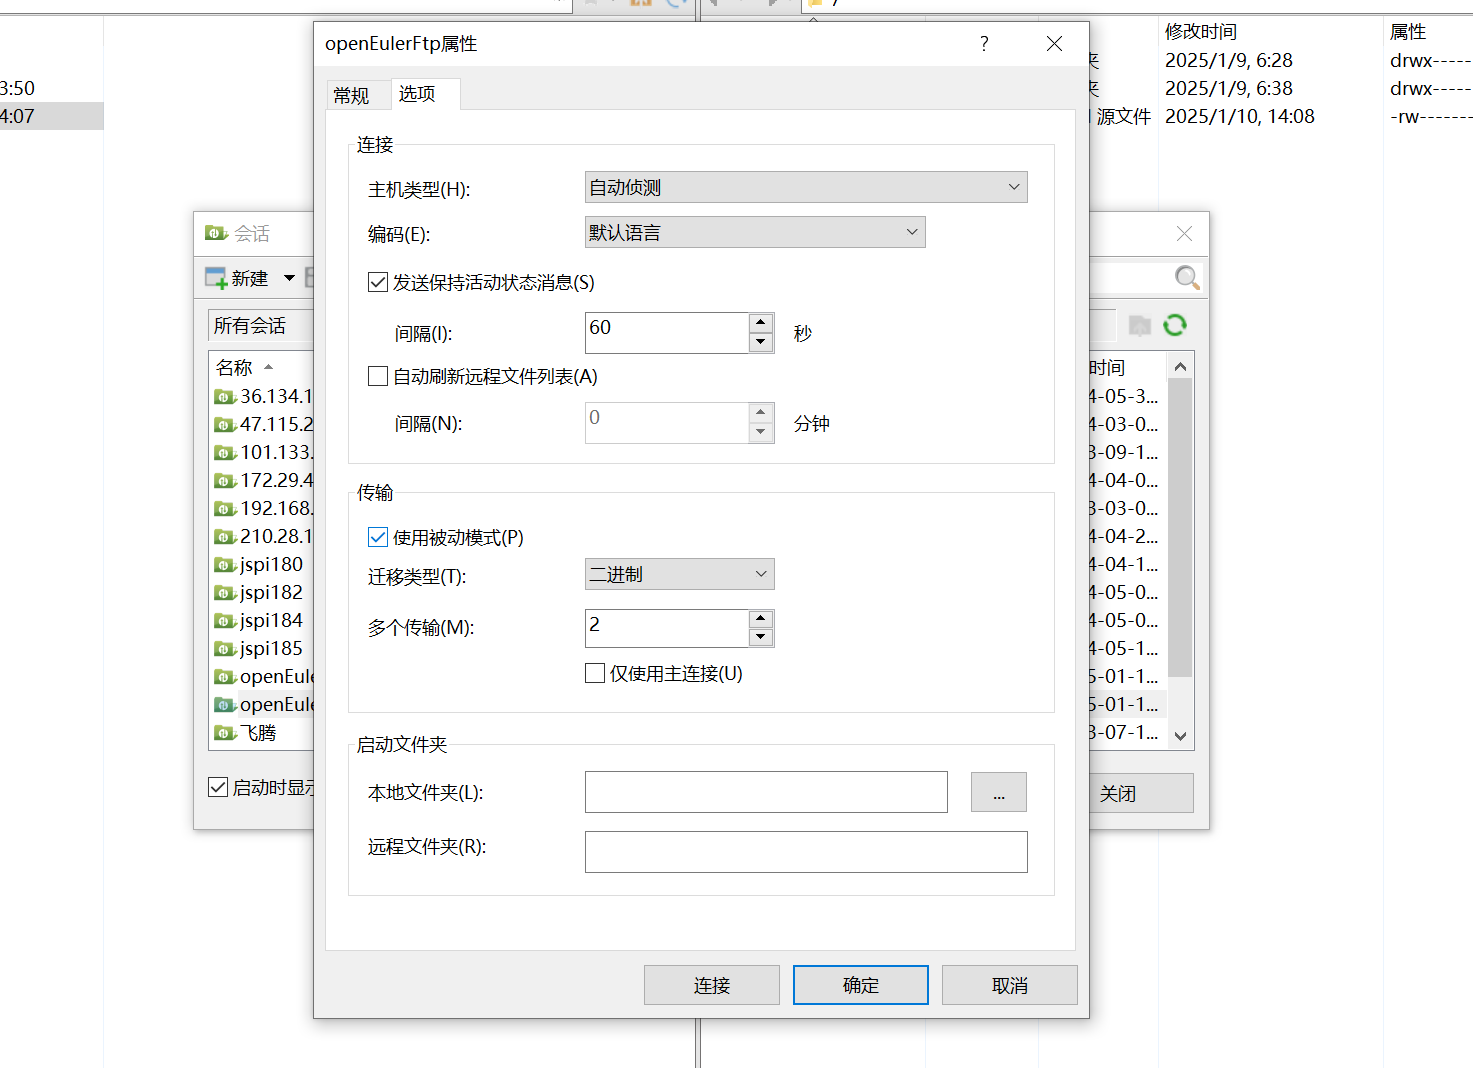 openEulerFtp属性
?
常规
选项
连接
主机类型(H):
自动侦测
编码(E):
默认语言
发送保持活动状态消息(S)
间隔(I):
60
秒
自动刷新远程文件列表(A)
间隔(N):
0
分钟
传输
使用被动模式(P)
迁移类型(T):
二进制
多个传输(M):
2
仅使用主连接(U)
启动文件夹
本地文件夹(L):
...
远程文件夹(R):
连接
确定
取消
会话
新建
所有会话
名称
时间
36.134.1
4-05-3...
47.115.2
4-03-0...
101.133.
3-09-1...
172.29.4
4-04-0...
192.168.
3-03-0...
210.28.1
4-04-2...
jspi180
4-04-1...
jspi182
4-05-0...
jspi184
4-05-0...
jspi185
4-05-1...
openEule
5-01-1...
openEule
5-01-1...
飞腾
3-07-1...
启动时显示
关闭
3:50
4:07
修改时间
属性
夹
2025/1/9, 6:28
drwx-----
夹
2025/1/9, 6:38
drwx-----
源文件
2025/1/10, 14:08
-rw-------